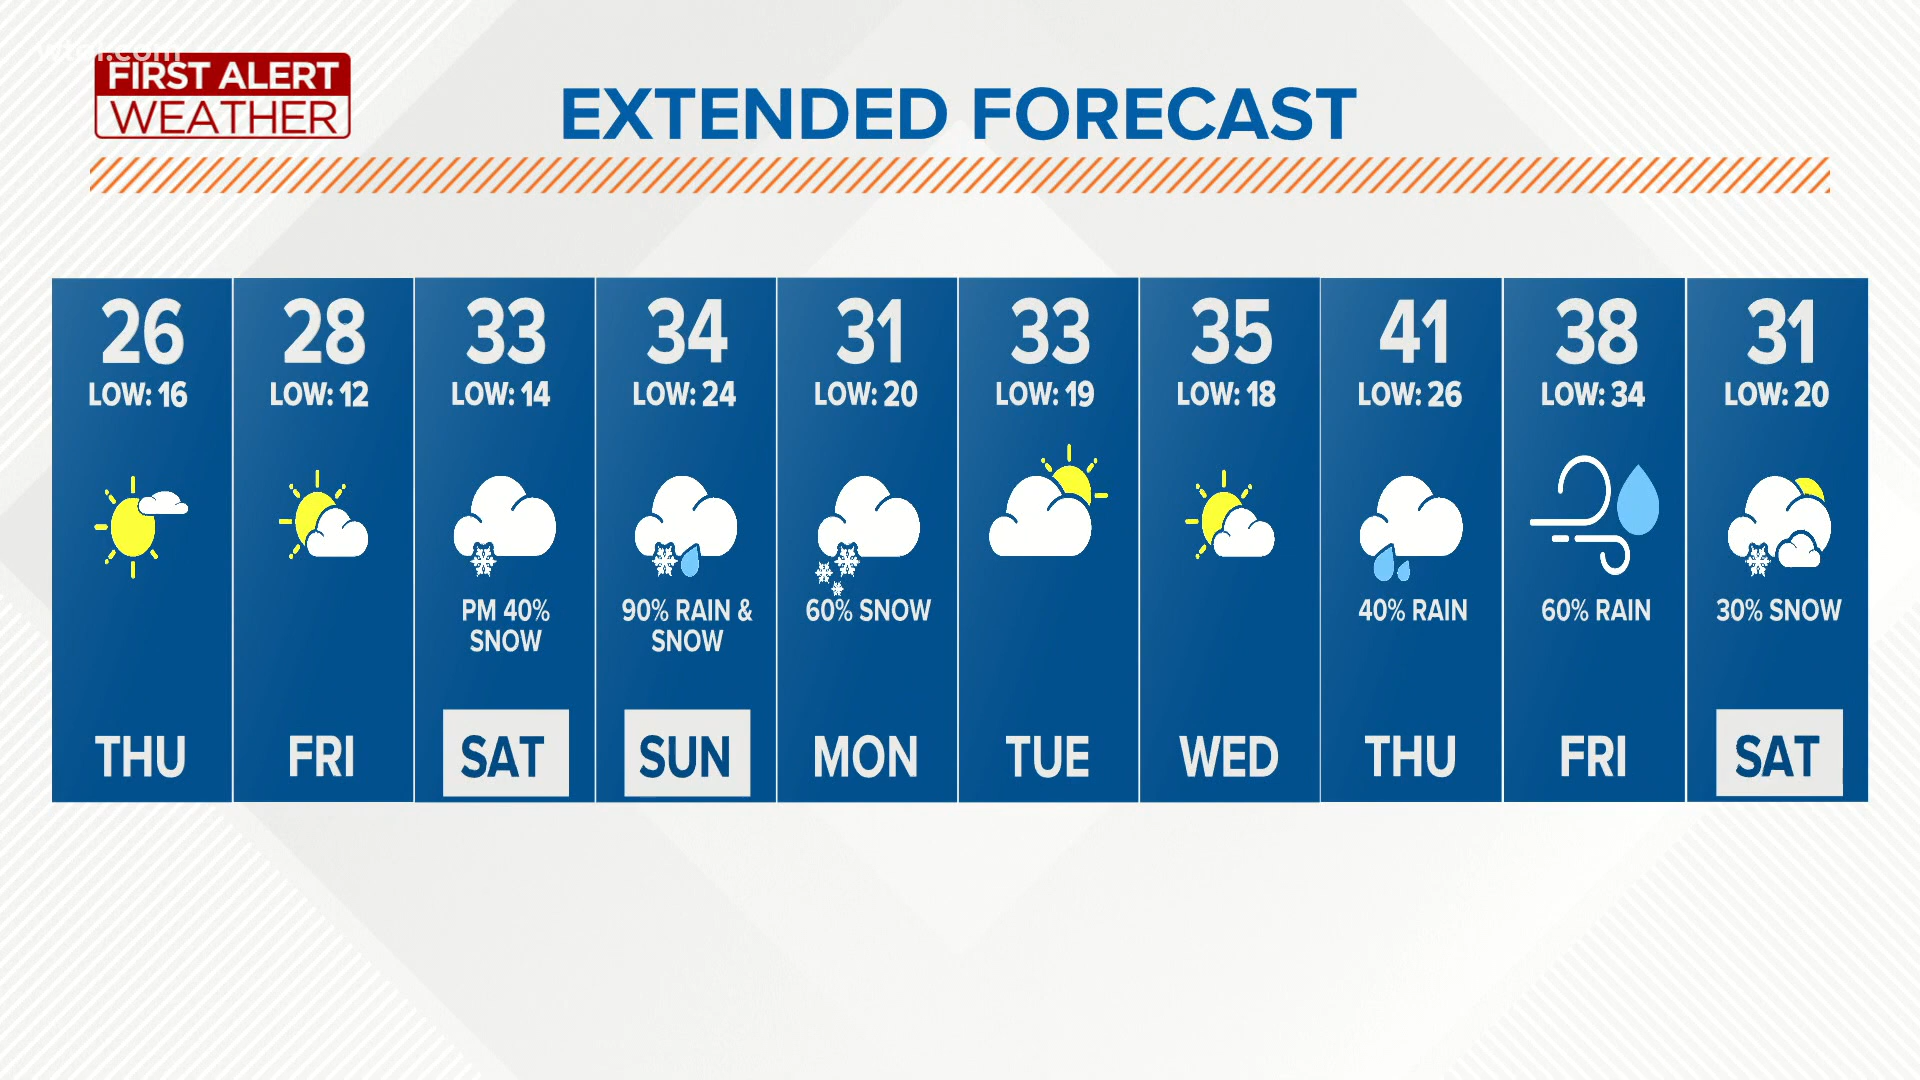 FIRST ALERT
WEATHER
EXTENDED FORECAST
26
LOW: 16
THU
28
LOW: 12
FRI
33
LOW: 14
PM 40%
SNOW
SAT
34
LOW: 24
90% RAIN &
SNOW
SUN
31
LOW: 20
60% SNOW
MON
33
LOW: 19
TUE
35
LOW: 18
WED
41
LOW: 26
40% RAIN
THU
38
LOW: 34
60% RAIN
FRI
31
LOW: 20
30% SNOW
SAT